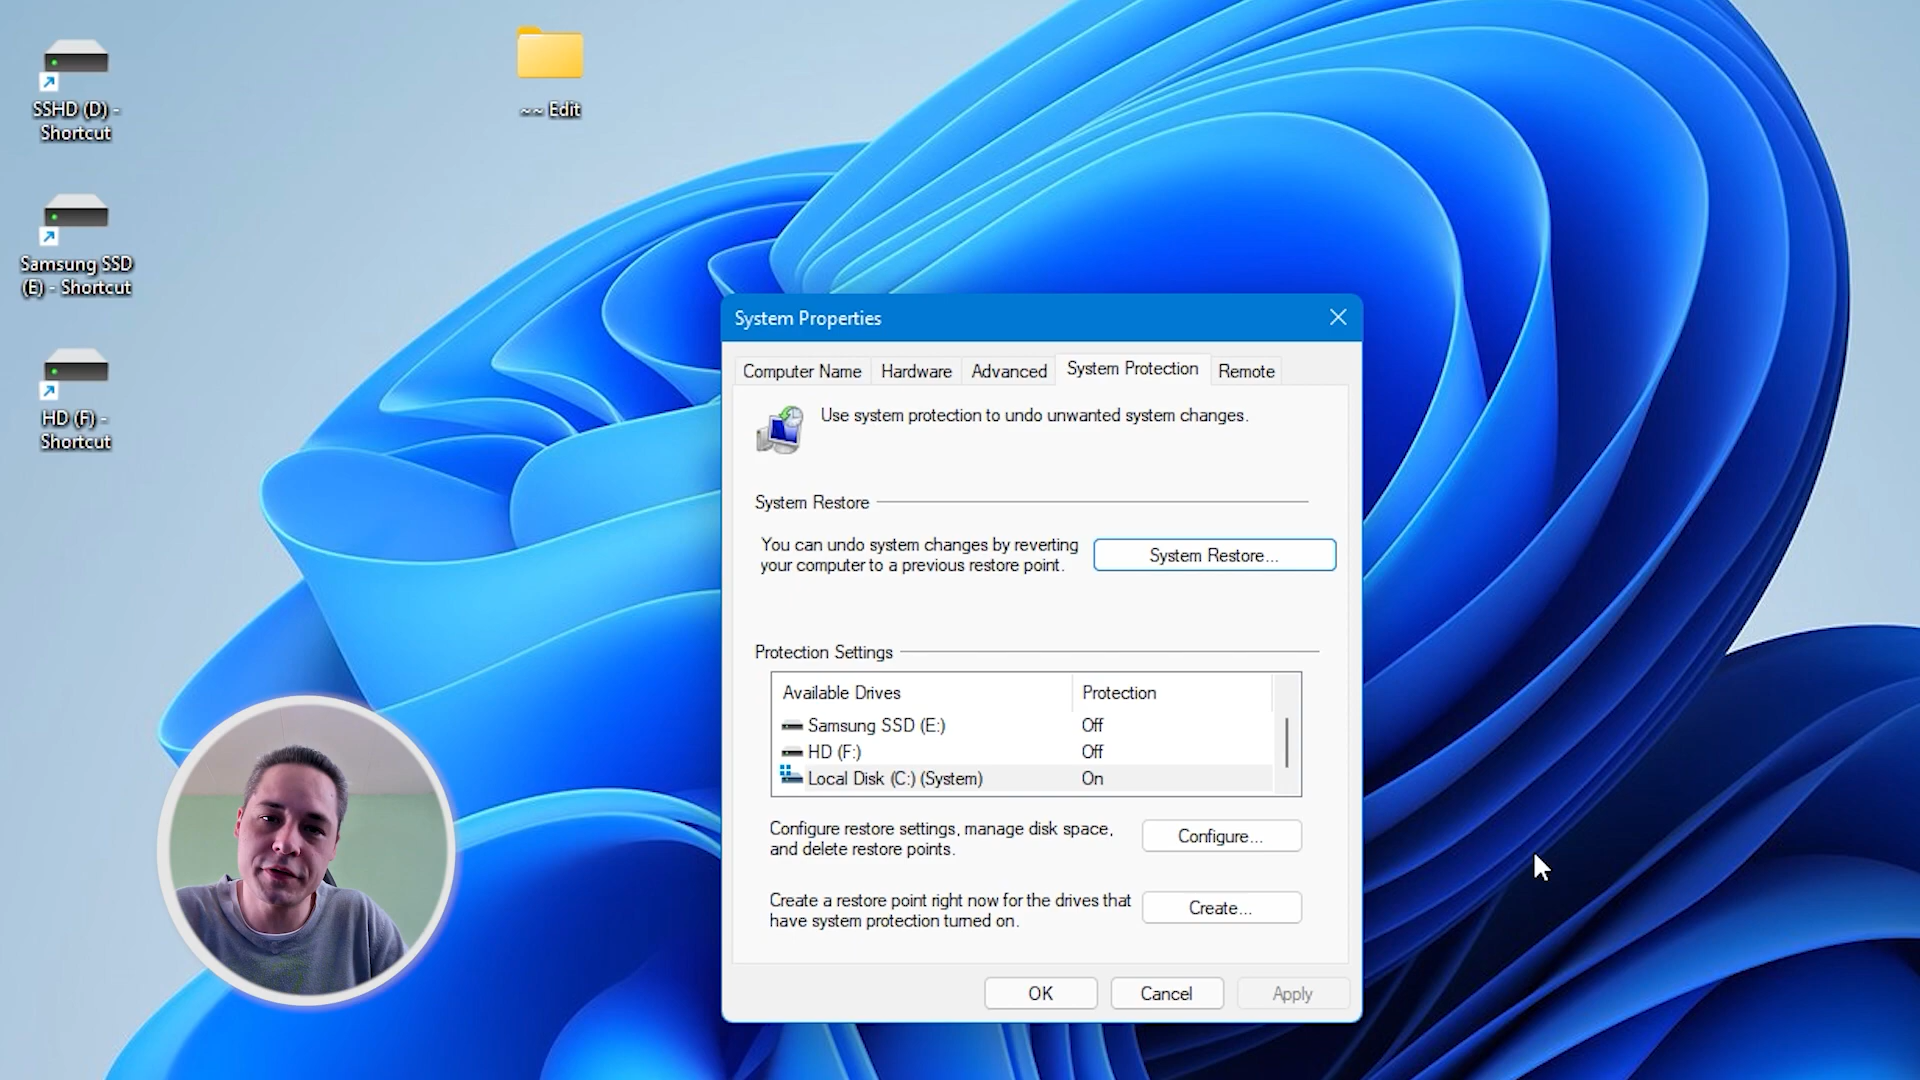 SSHD (D) -
Shortcut
~~ Edit
Samsung SSD
(E) - Shortcut
HD (F) -
Shortcut
System Properties
Computer Name
Hardware
Advanced
System Protection
Remote
Use system protection to undo unwanted system changes.
System Restore
You can undo system changes by reverting
your computer to a previous restore point.
System Restore...
Protection Settings
Available Drives
Protection
Samsung SSD (E:)
Off
HD (F:)
Off
Local Disk (C:) (System)
On
Configure restore settings, manage disk space,
and delete restore points.
Configure...
Create a restore point right now for the drives that
have system protection turned on.
Create...
OK
Cancel
Apply